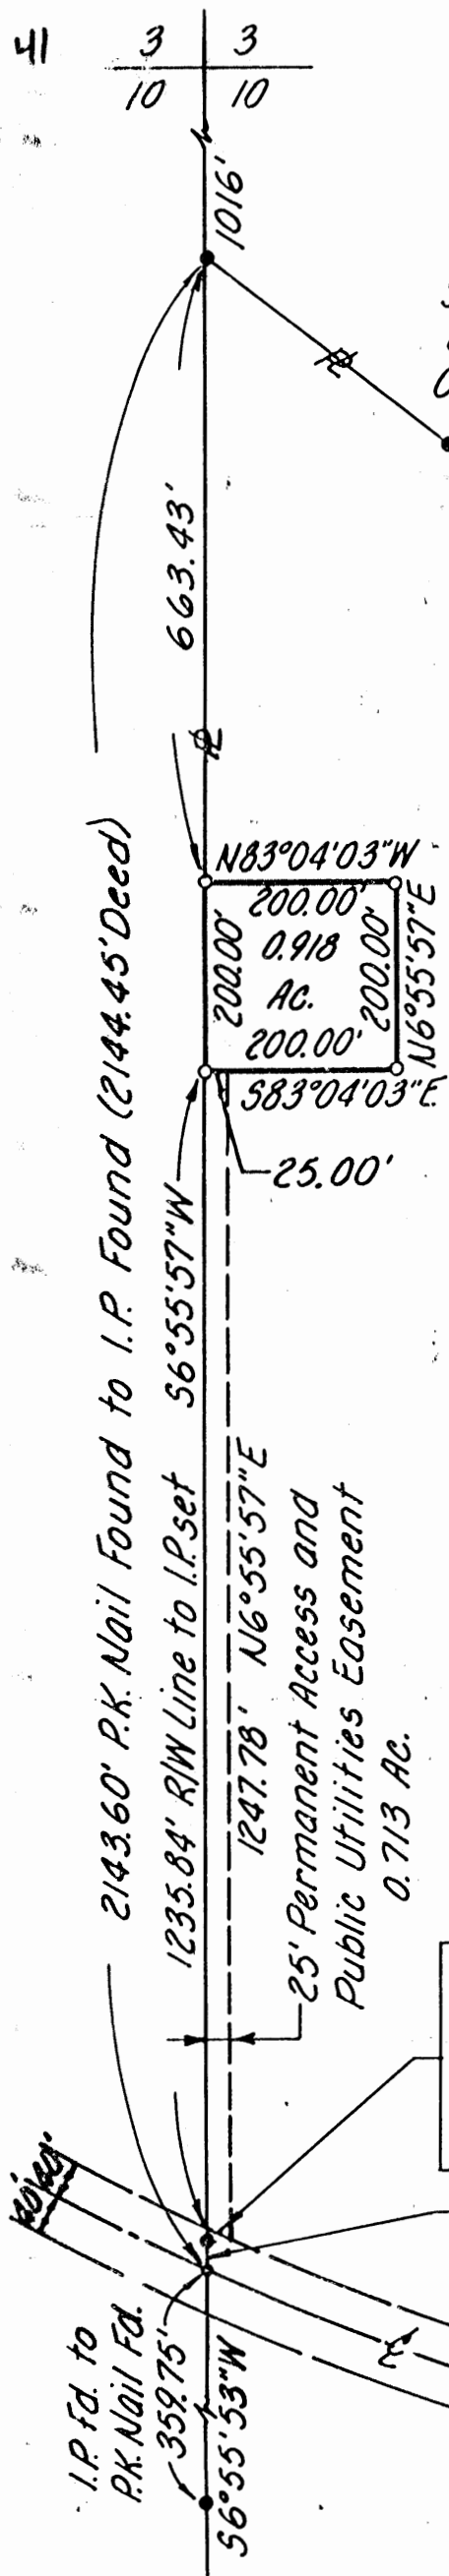 41
3 3
10 10
1016'
663.43'
N83°04'03"W
200.00'
200.00'
0.918
Ac.
200.00'
200.00'
N6°55'57"E
S83°04'03"E
25.00'
2143.60' P.K. Nail Found to I.P. Found (2144.45' Deed)
1235.84' R/W Line to I.P. set
S6°55'57"W
1247.78' N6°55'57"E
25' Permanent Access and
Public Utilities Easement
0.713 Ac.
I.P. Fd. to
P.K. Nail Fd.
359.75'
S6°55'53"W